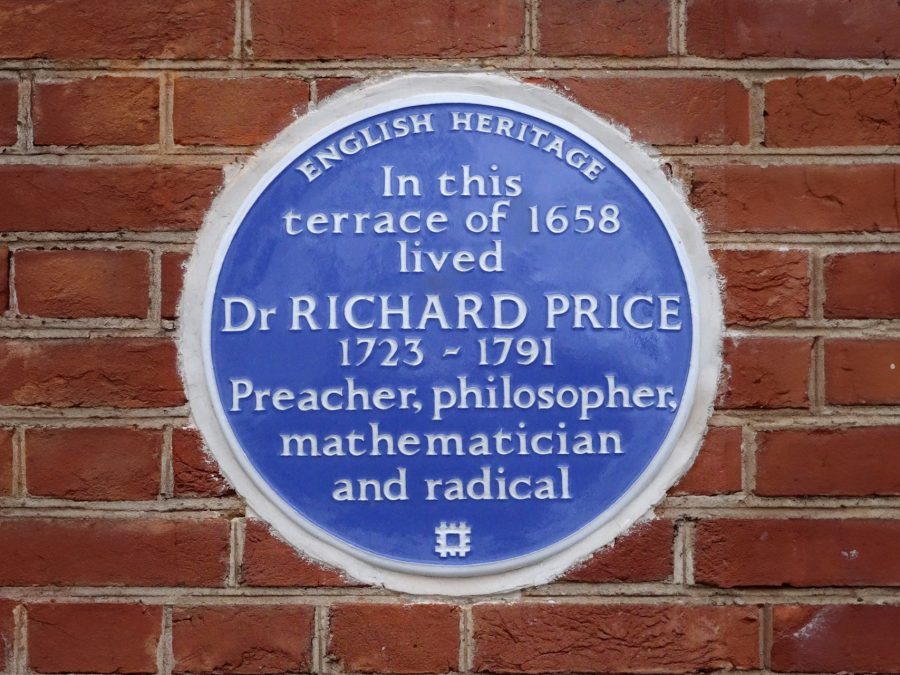 ENGLISH HERITAGE
In this
terrace of 1658
lived
Dr RICHARD PRICE
1723 - 1791
Preacher, philosopher,
mathematician
and radical